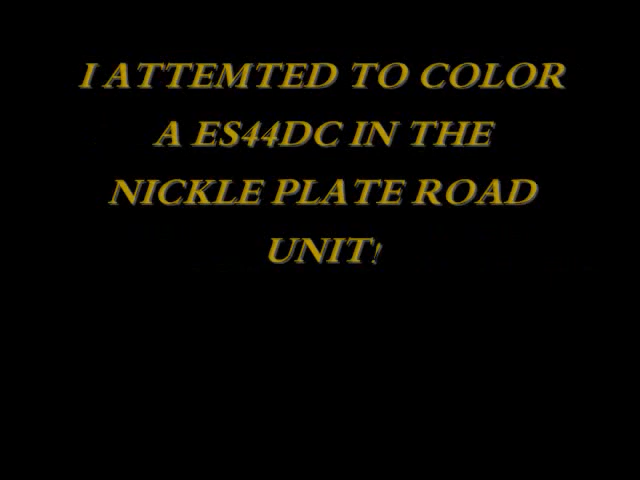 I ATTEMTED TO COLOR
A ES44DC IN THE
NICKLE PLATE ROAD
UNIT!